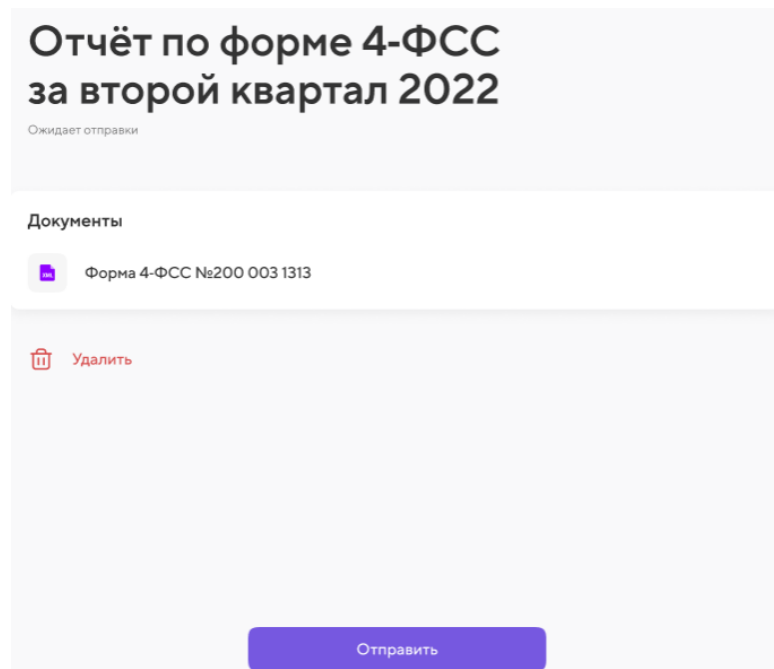 Отчёт по форме 4-ФСС
за второй квартал 2022
Ожидает отправки
Документы
XML
Форма 4-ФСС №200 003 1313
Удалить
Отправить